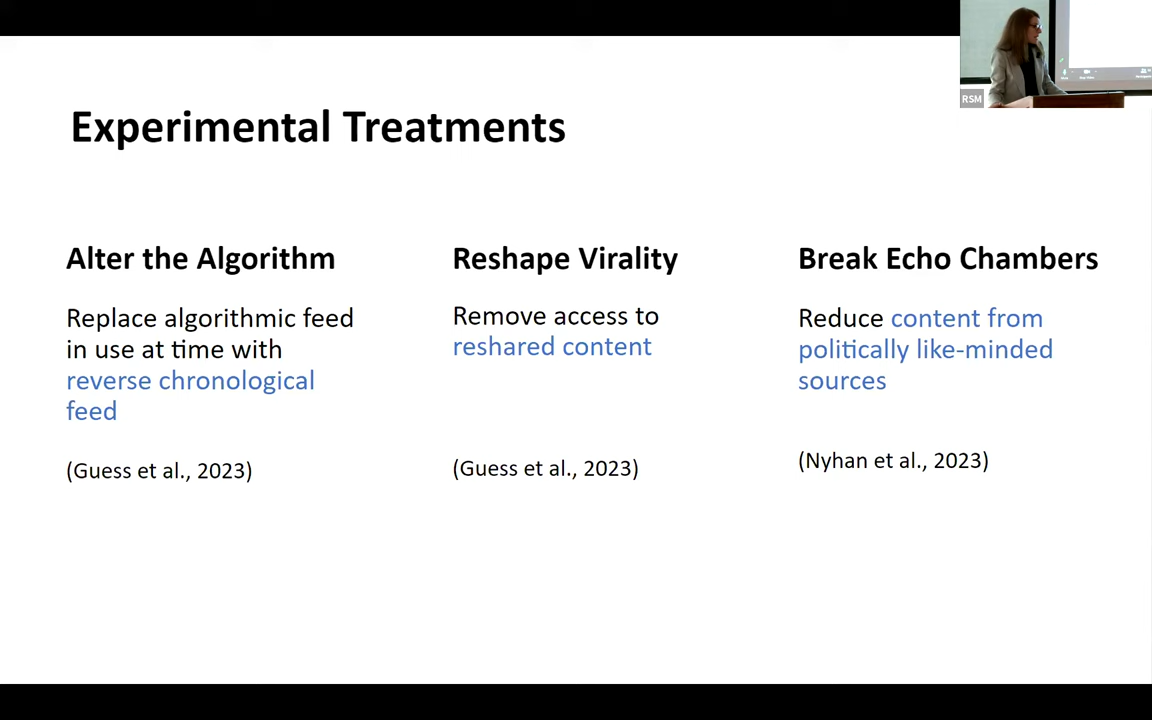 RSM
Experimental Treatments
Alter the Algorithm
Replace algorithmic feed
in use at time with
reverse chronological
feed
(Guess et al., 2023)
Reshape Virality
Remove access to
reshared content
(Guess et al., 2023)
Break Echo Chambers
Reduce content from
politically like-minded
sources
(Nyhan et al., 2023)